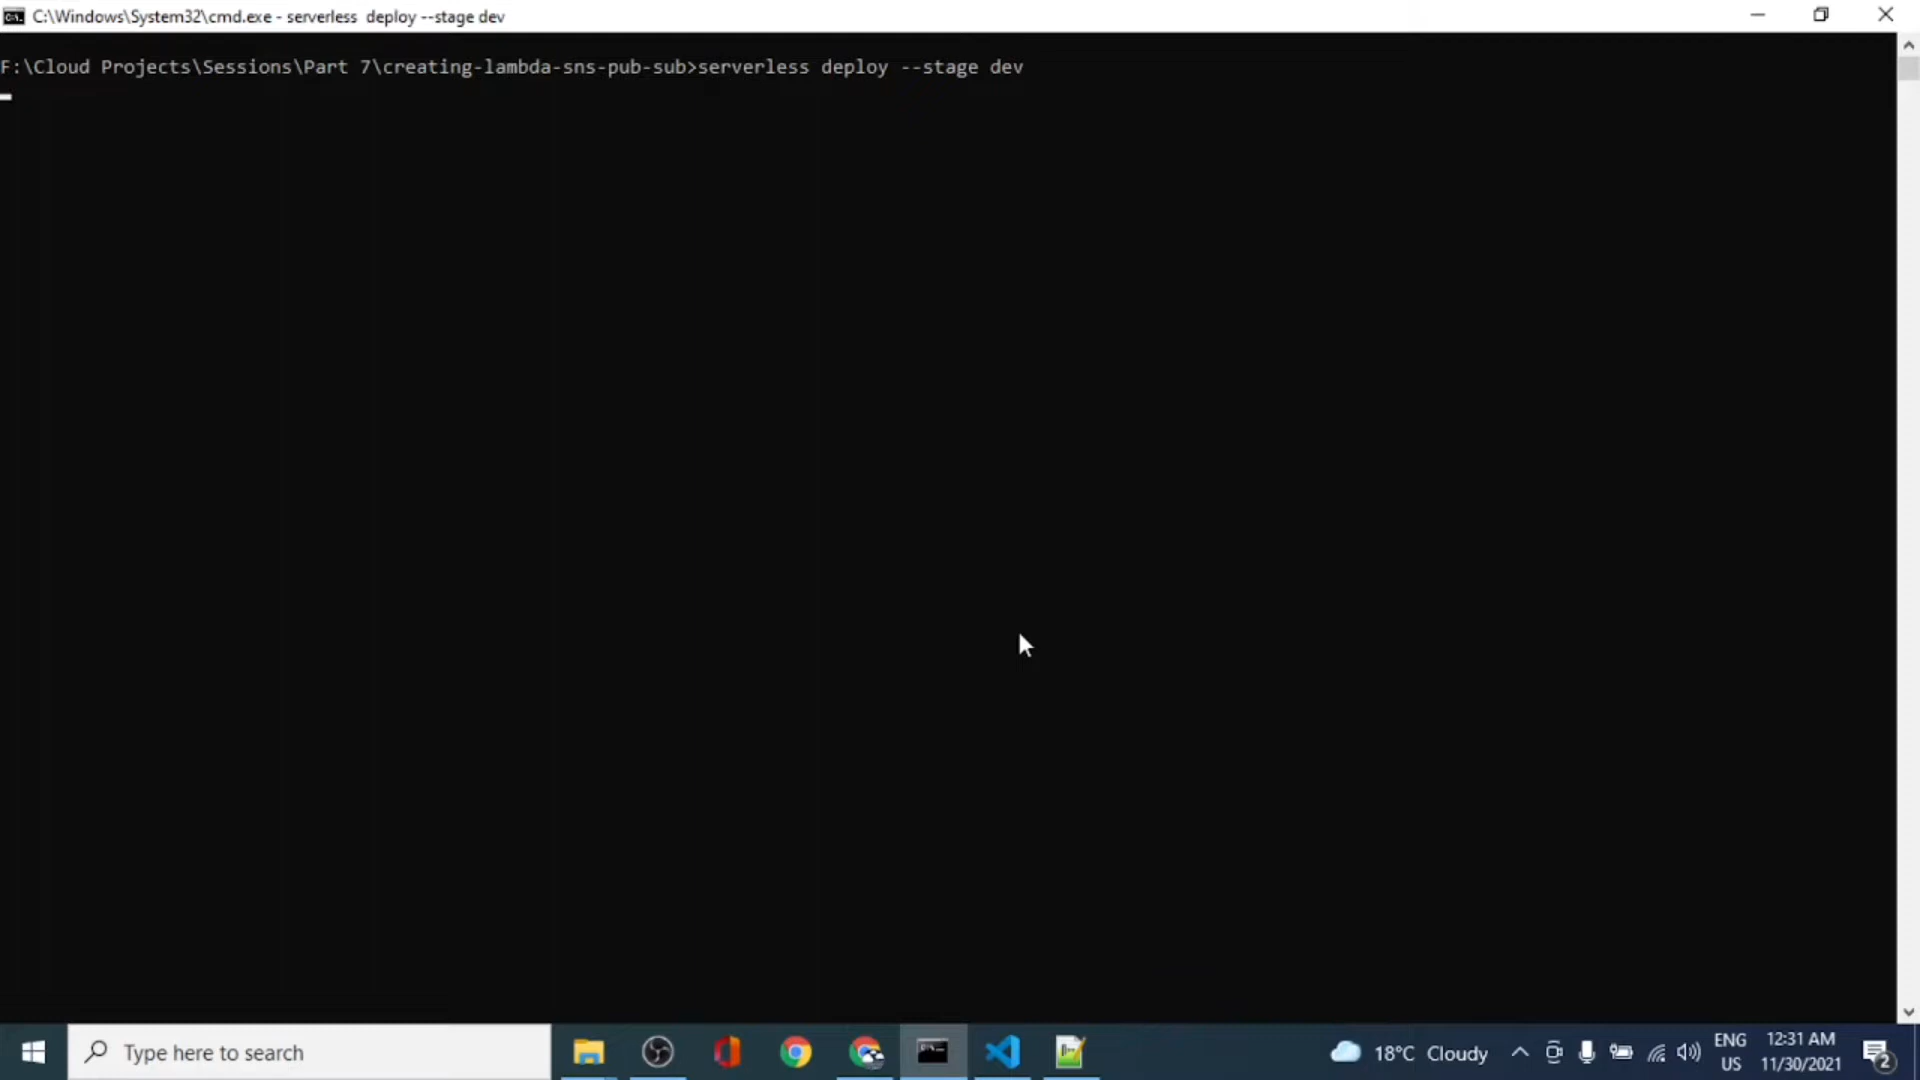 C:\Windows\System32\cmd.exe - serverless  deploy --stage dev
F:\Cloud Projects\Sessions\Part 7\creating-lambda-sns-pub-sub>serverless deploy --stage dev
Type here to search
18°C Cloudy
ENG
US
12:31 AM
11/30/2021
2